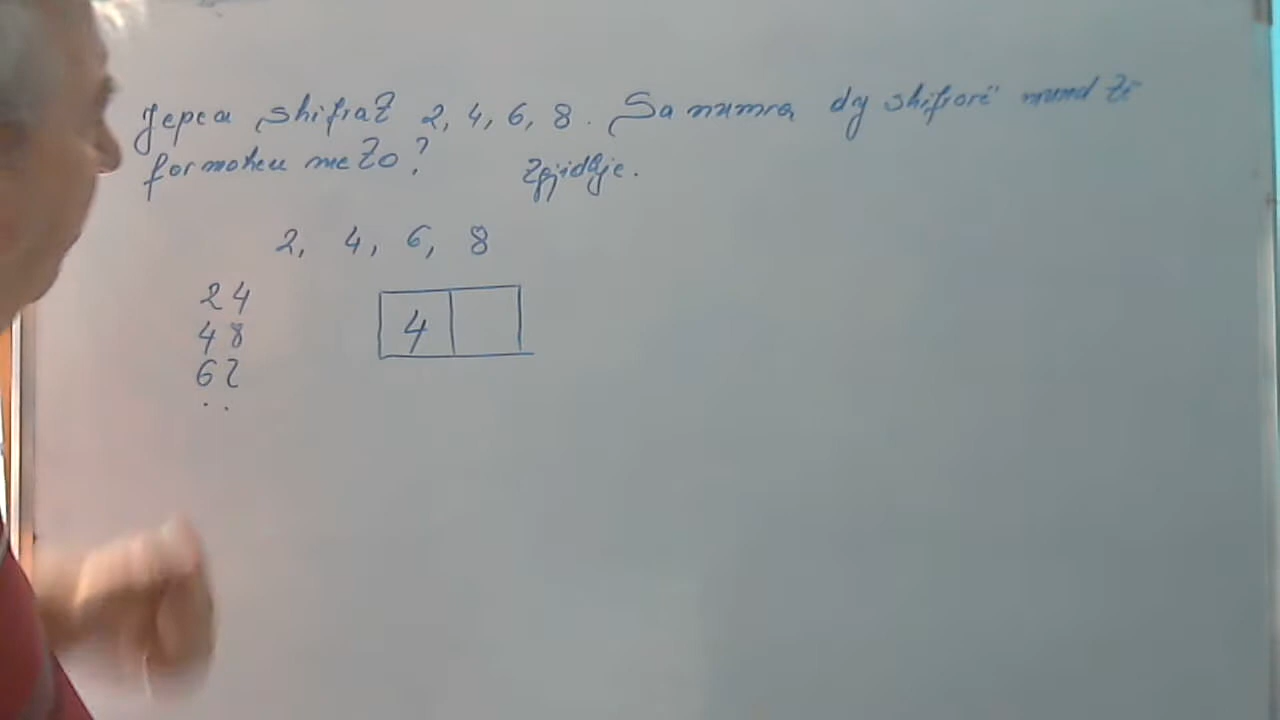 Jepen shifrat 2, 4, 6, 8. Sa numra dy shifrorë mund të
formohen me to? Zgjidhje.
2, 4, 6, 8
24
48
62
..
4